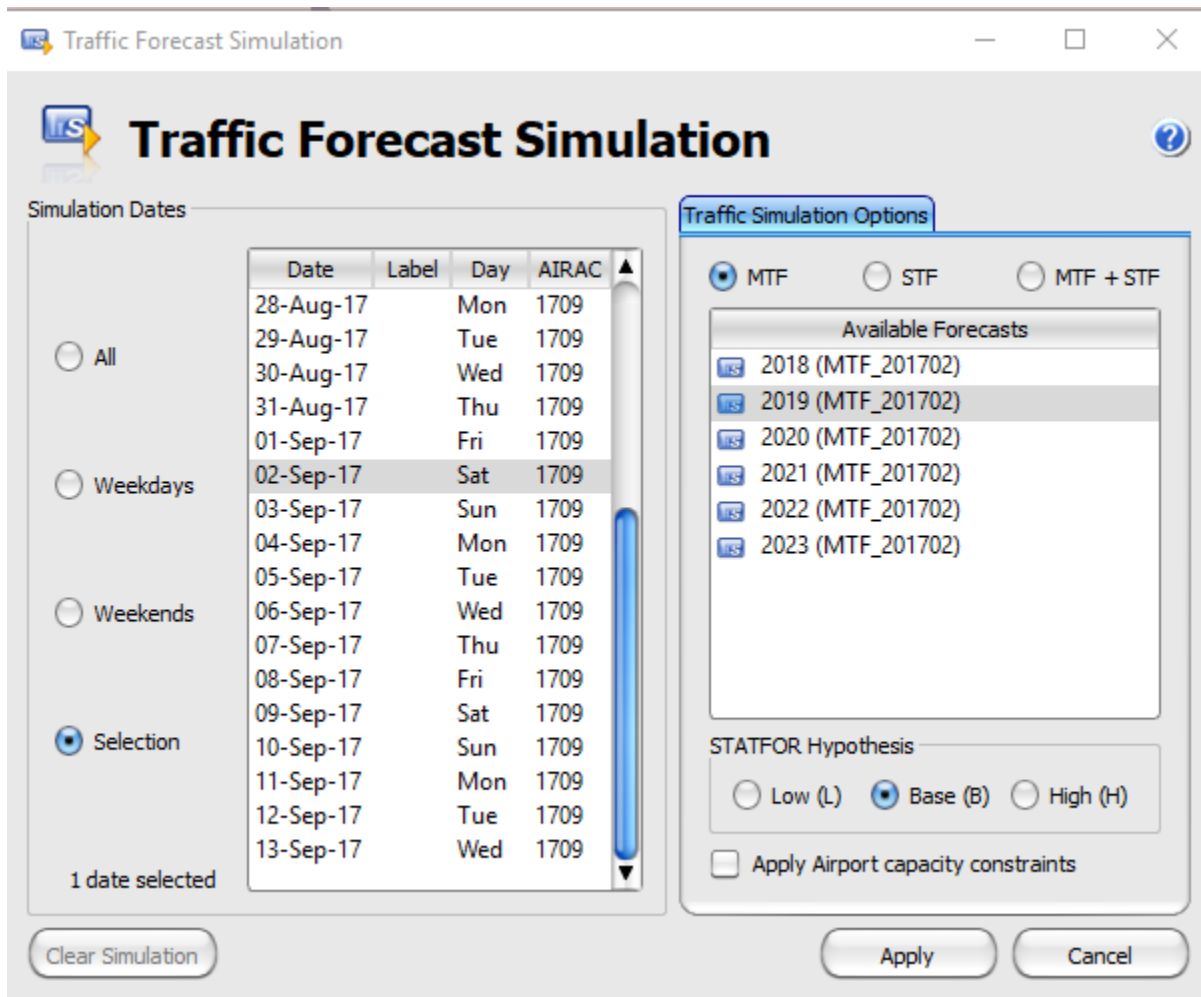 Traffic Forecast Simulation
Traffic Forecast Simulation
Simulation Dates
All
Weekdays
Weekends
Selection
1 date selected
Date Label Day AIRAC
28-Aug-17 Mon 1709
29-Aug-17 Tue 1709
30-Aug-17 Wed 1709
31-Aug-17 Thu 1709
01-Sep-17 Fri 1709
02-Sep-17 Sat 1709
03-Sep-17 Sun 1709
04-Sep-17 Mon 1709
05-Sep-17 Tue 1709
06-Sep-17 Wed 1709
07-Sep-17 Thu 1709
08-Sep-17 Fri 1709
09-Sep-17 Sat 1709
10-Sep-17 Sun 1709
11-Sep-17 Mon 1709
12-Sep-17 Tue 1709
13-Sep-17 Wed 1709
Traffic Simulation Options
MTF STF MTF + STF
Available Forecasts
2018 (MTF_201702)
2019 (MTF_201702)
2020 (MTF_201702)
2021 (MTF_201702)
2022 (MTF_201702)
2023 (MTF_201702)
STATFOR Hypothesis
Low (L) Base (B) High (H)
Apply Airport capacity constraints
Clear Simulation
Apply Cancel